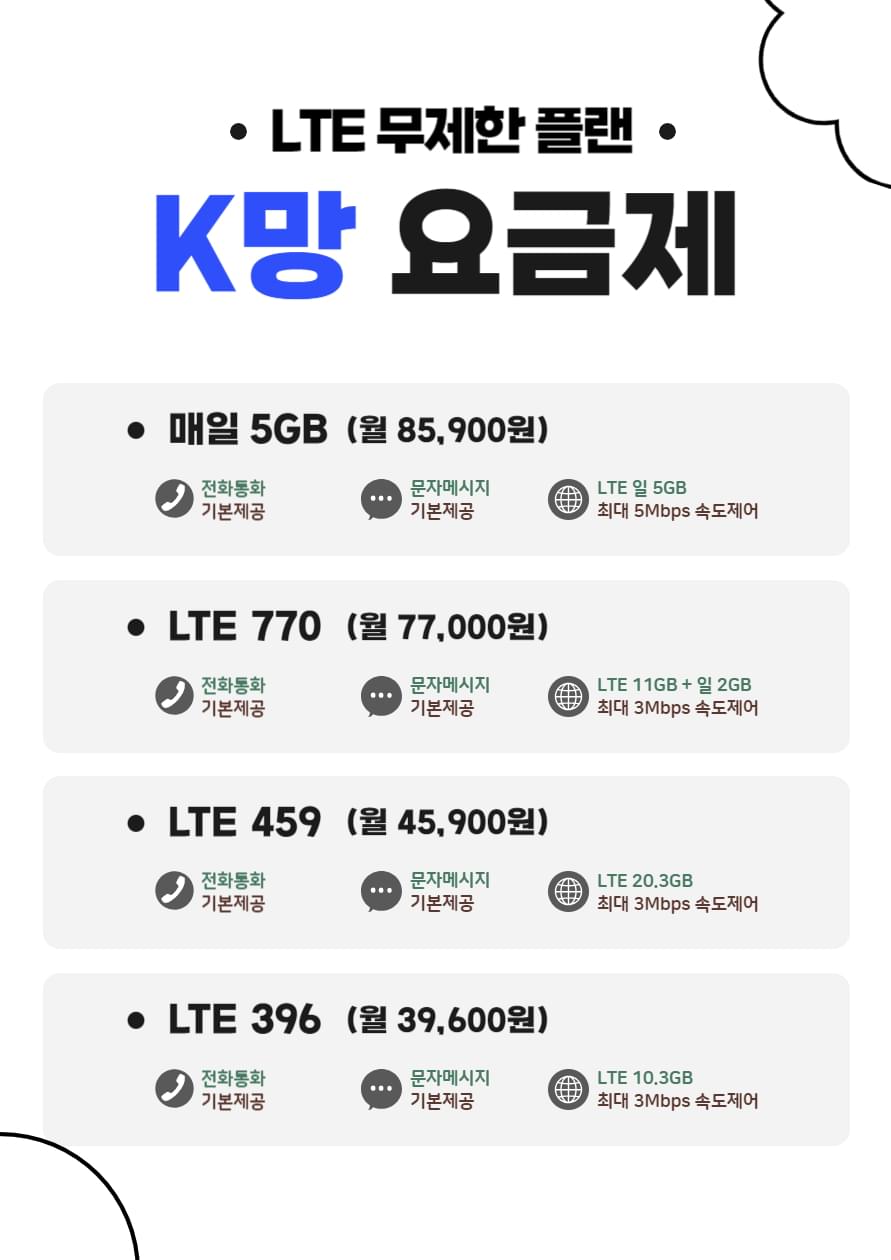 • LTE 무제한 플랜 •
K망 요금제
• 매일 5GB (월 85,900원)
전화통화 문자메시지 LTE 일 5GB
기본제공 기본제공 최대 5Mbps 속도제어
• LTE 770 (월 77,000원)
전화통화 문자메시지 LTE 11GB + 일 2GB
기본제공 기본제공 최대 3Mbps 속도제어
• LTE 459 (월 45,900원)
전화통화 문자메시지 LTE 20.3GB
기본제공 기본제공 최대 3Mbps 속도제어
• LTE 396 (월 39,600원)
전화통화 문자메시지 LTE 10.3GB
기본제공 기본제공 최대 3Mbps 속도제어